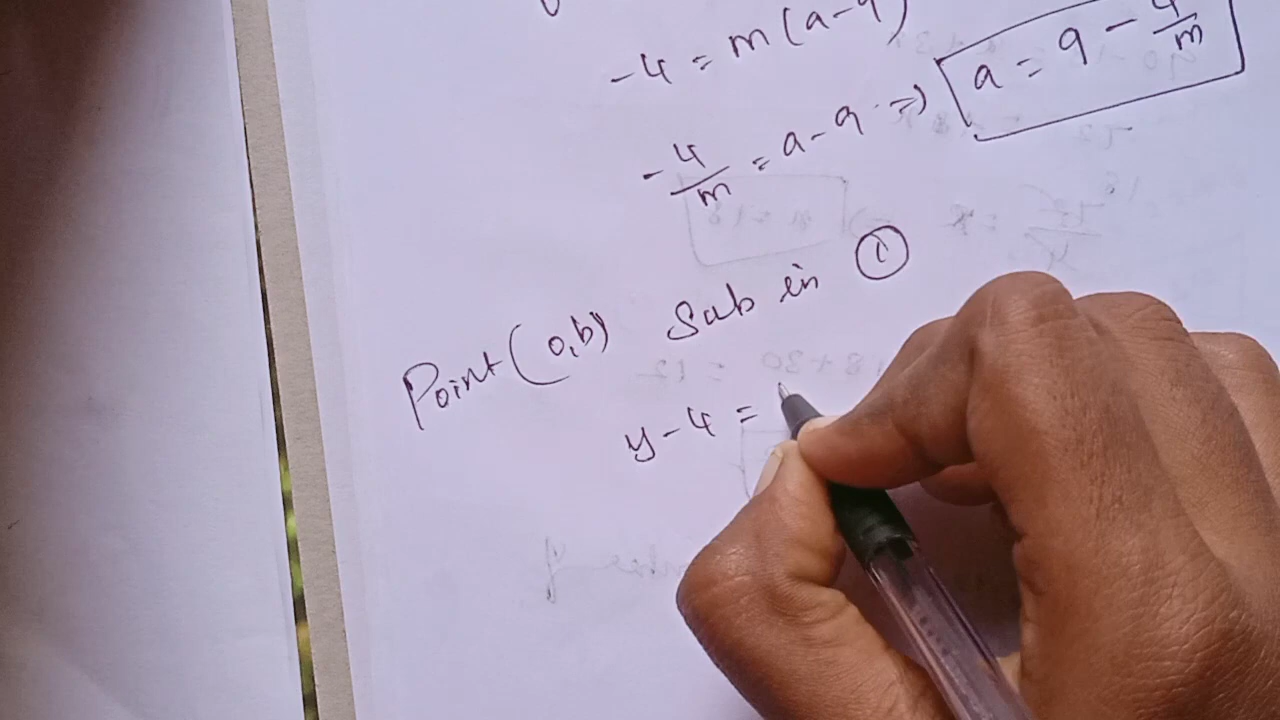 -4 = m(a-9)
-4/m = a-9 ⇒ a = 9 - 4/m
Point (0,b) Sub in ①
y-4 =